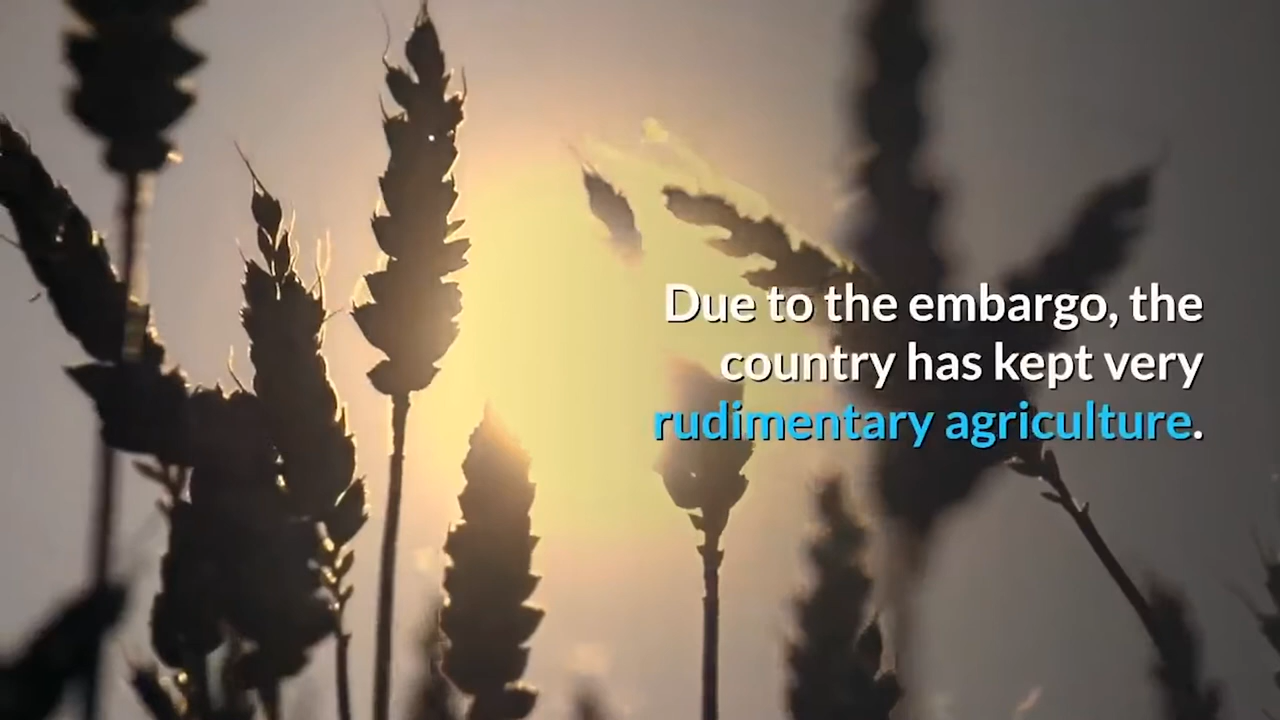 Due to the embargo, the
country has kept very
rudimentary agriculture.